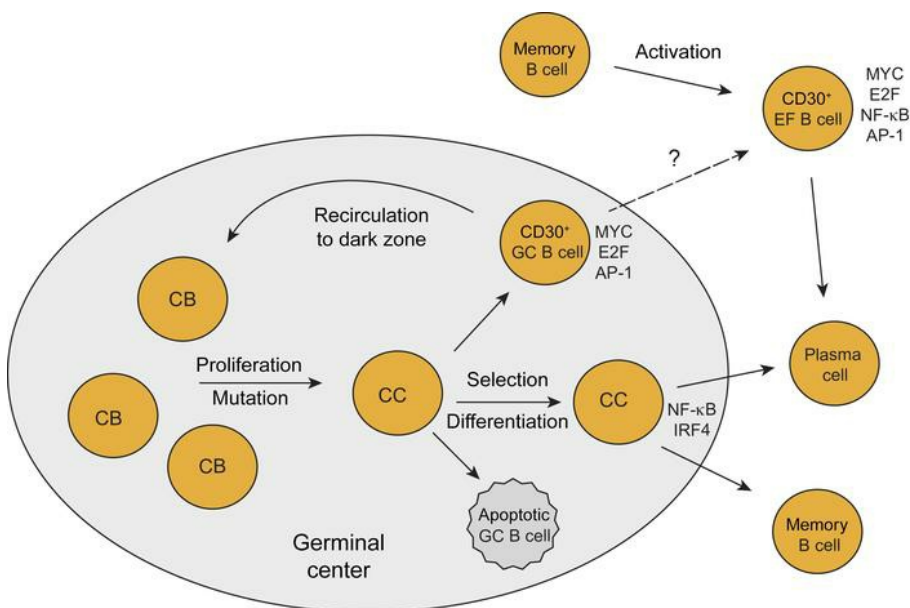 Memory
B cell
Activation
CD30⁺
EF B cell
MYC
E2F
NF-κB
AP-1
?
Recirculation
to dark zone
CD30⁺
GC B cell
MYC
E2F
AP-1
CB
Proliferation
Mutation
CC
Selection
Differentiation
CC
NF-κB
IRF4
Plasma
cell
CB
CB
Apoptotic
GC B cell
Memory
B cell
Germinal
center